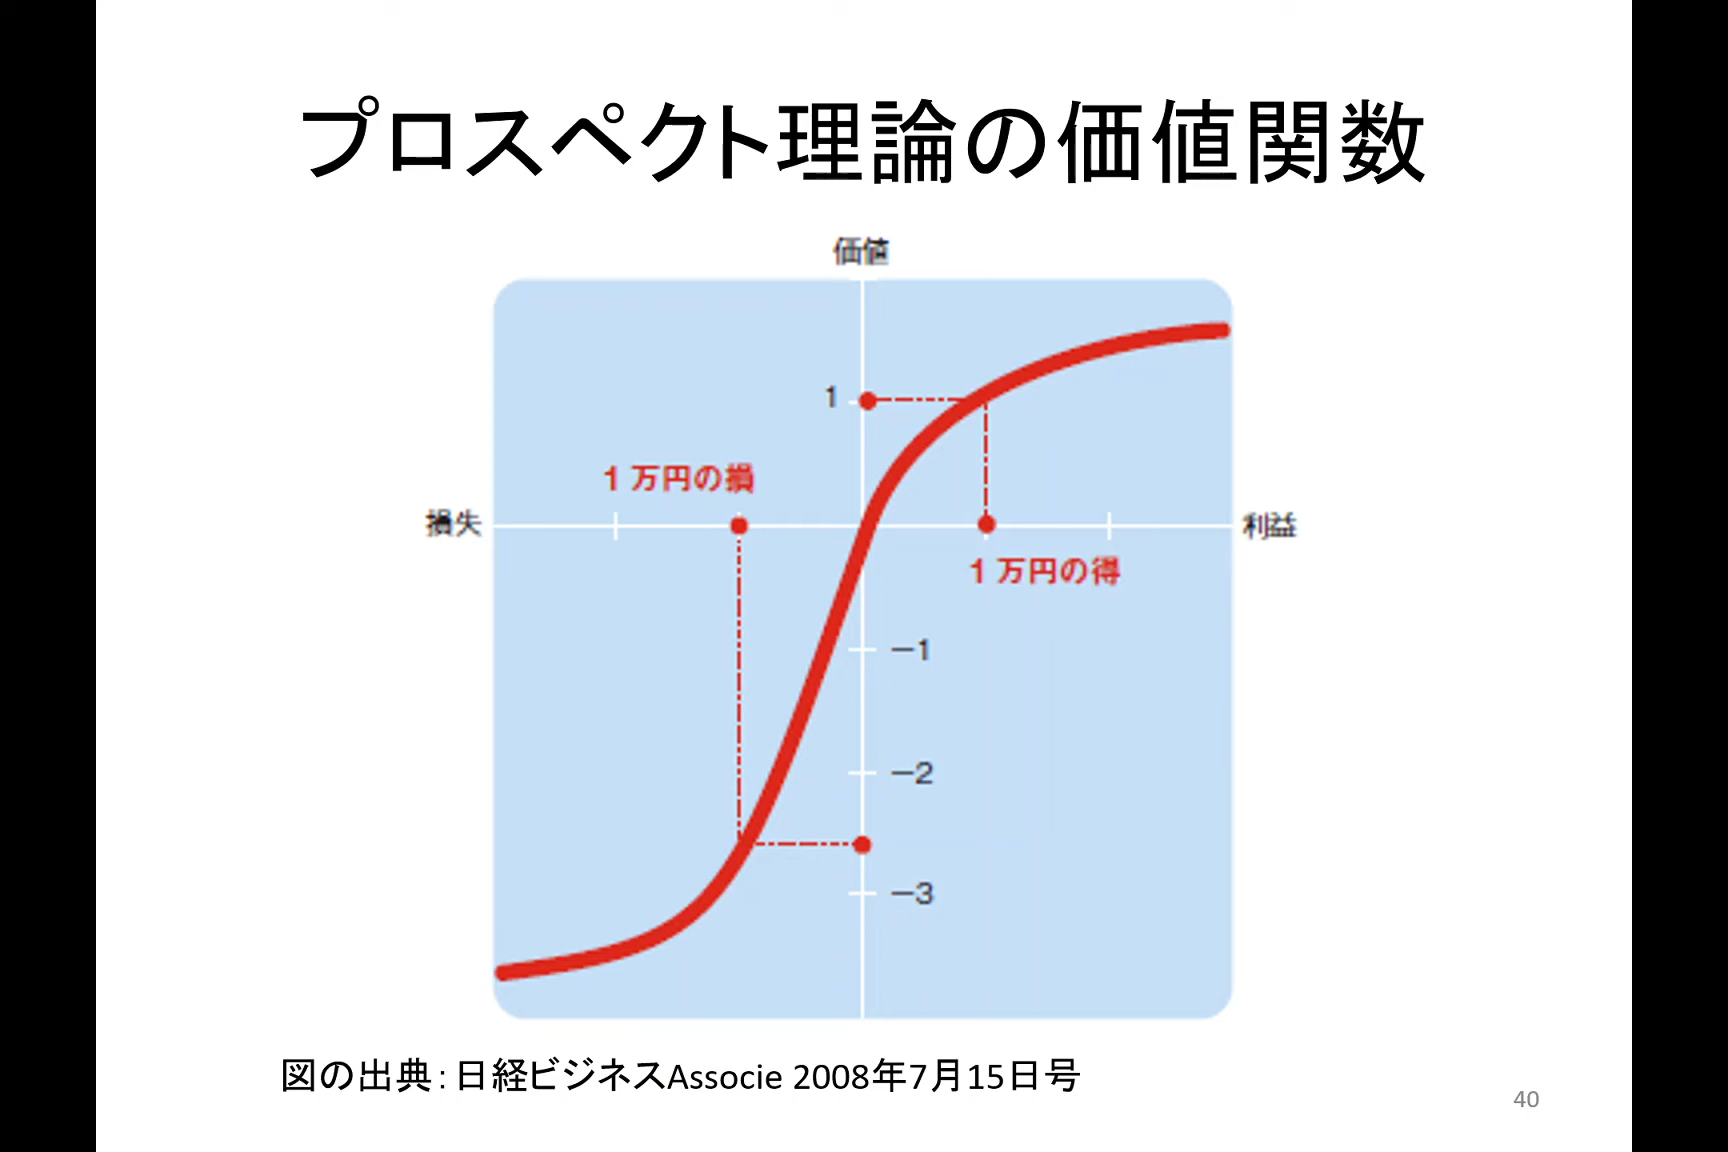 プロスペクト理論の価値関数
価値
1
1万円の損
損失
利益
1万円の得
−1
−2
−3
図の出典：日経ビジネスAssocie 2008年7月15日号
40